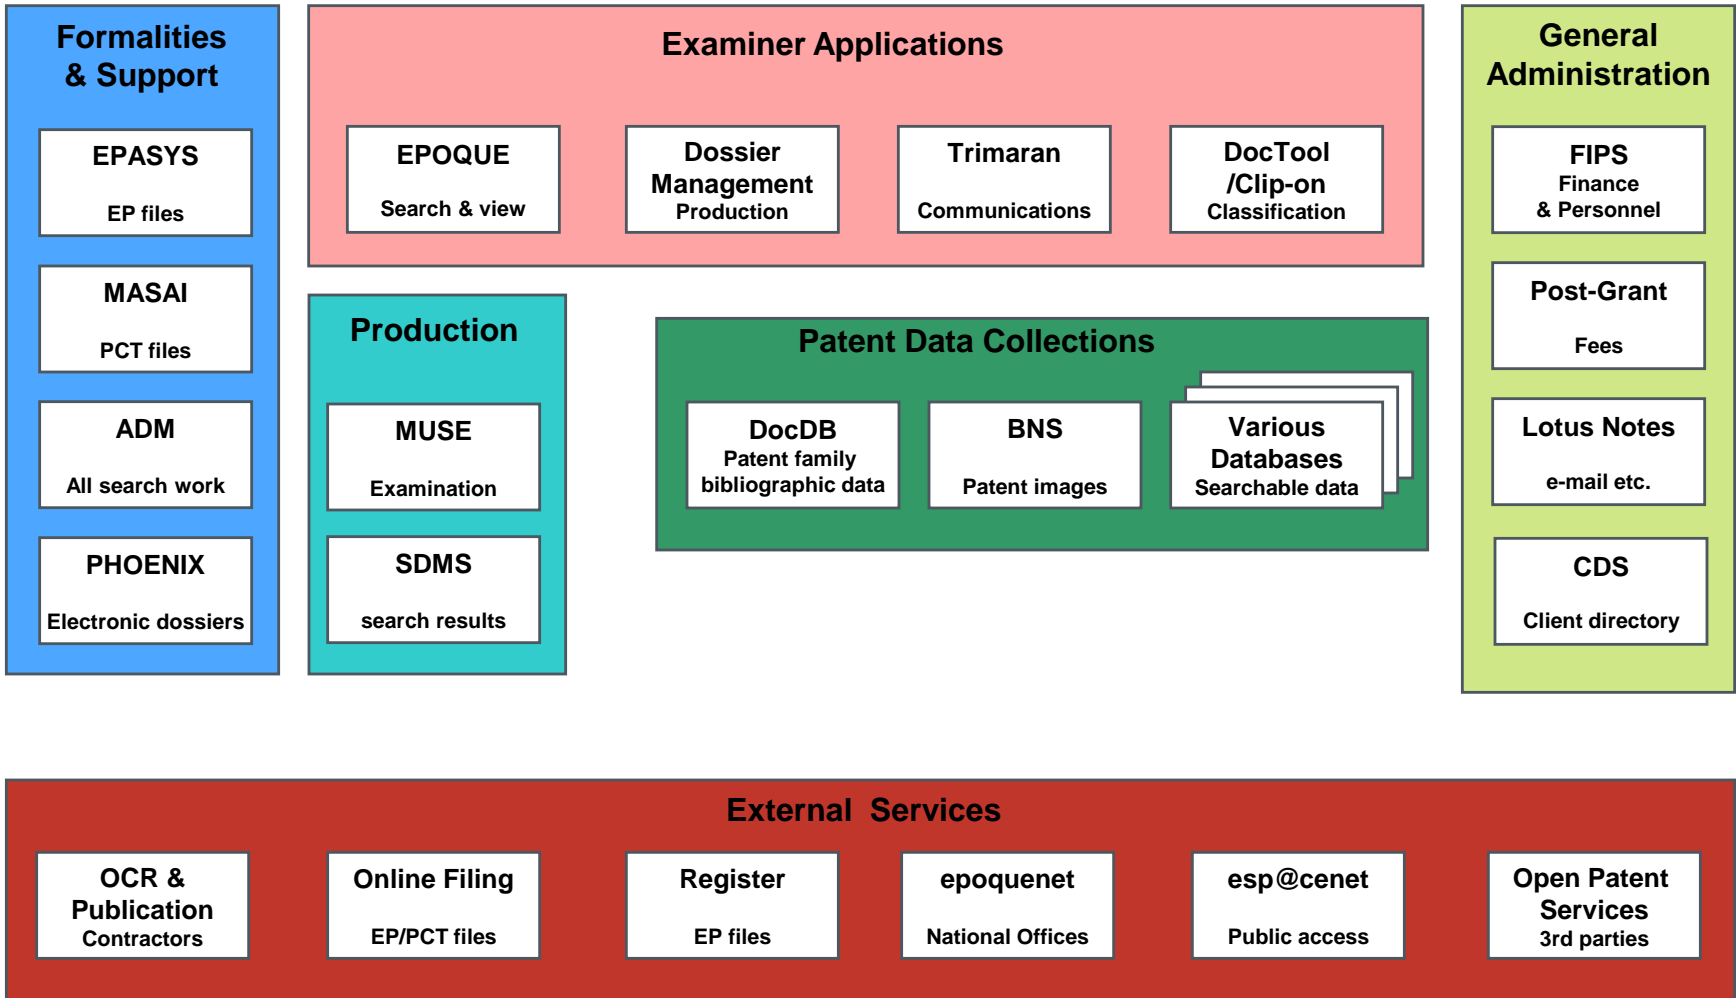 Formalities
& Support
EPASYS
EP files
MASAI
PCT files
ADM
All search work
PHOENIX
Electronic dossiers
Examiner Applications
EPOQUE
Search & view
Dossier
Management
Production
Trimaran
Communications
DocTool
/Clip-on
Classification
Production
MUSE
Examination
SDMS
search results
Patent Data Collections
DocDB
Patent family
bibliographic data
BNS
Patent images
Various
Databases
Searchable data
General
Administration
FIPS
Finance
& Personnel
Post-Grant
Fees
Lotus Notes
e-mail etc.
CDS
Client directory
External Services
OCR &
Publication
Contractors
Online Filing
EP/PCT files
Register
EP files
epoquenet
National Offices
esp@cenet
Public access
Open Patent
Services
3rd parties